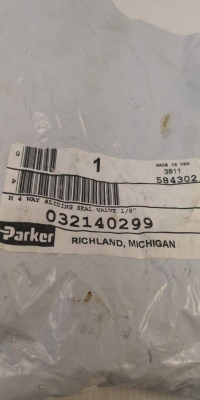 Q
1
MADE IN USA
3811
584302
P
M 4 WAY SLIDING SEAL VALVE 1/8"
032140299
Parker
RICHLAND, MICHIGAN